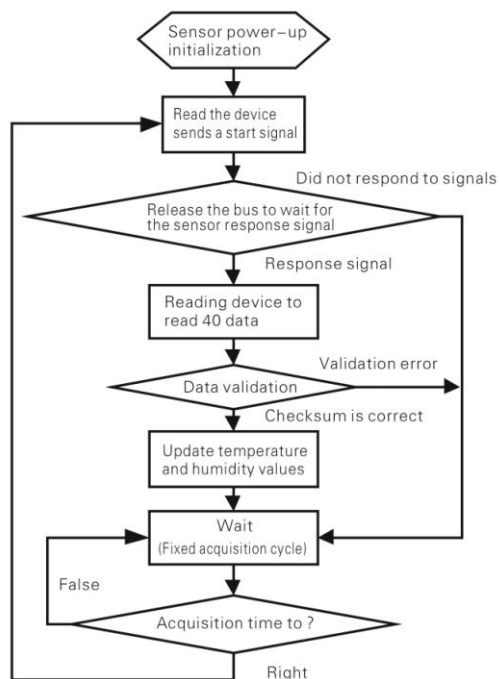 Sensor power-up
initialization
Read the device
sends a start signal
Did not respond to signals
Release the bus to wait for
the sensor response signal
Response signal
Reading device to
read 40 data
Validation error
Data validation
Checksum is correct
Update temperature
and humidity values
Wait
(Fixed acquisition cycle)
False
Acquisition time to ?
Right